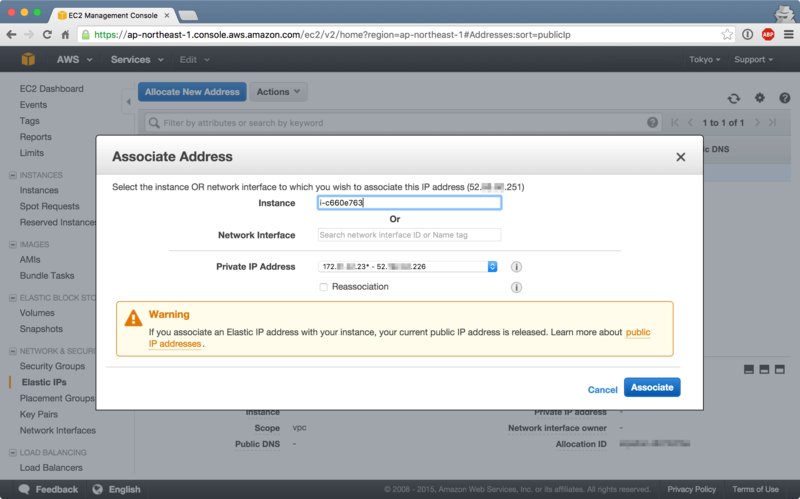 EC2 Management Console
https://ap-northeast-1.console.aws.amazon.com/ec2/v2/home?region=ap-northeast-1#Addresses:sort=publicIp
ABP
AWS Services Edit Tokyo Support
EC2 Dashboard
Events
Tags
Reports
Limits
INSTANCES
Instances
Spot Requests
Reserved Instances
IMAGES
AMIs
Bundle Tasks
ELASTIC BLOCK STO
Volumes
Snapshots
NETWORK & SECURI
Security Groups
Elastic IPs
Placement Groups
Key Pairs
Network Interfaces
LOAD BALANCING
Load Balancers
Allocate New Address Actions
Filter by attributes or search by keyword 1 to 1 of 1
DNS
Associate Address
Select the instance OR network interface to which you wish to associate this IP address (52. .251)
Instance i-c660e763
Or
Network Interface Search network interface ID or Name tag
Private IP Address 172. .23* - 52. .226
Reassociation
Warning
If you associate an Elastic IP address with your instance, your current public IP address is released. Learn more about public
IP addresses.
Cancel Associate
Instance - Private IP address -
Scope vpc Network interface owner -
Public DNS - Allocation ID
Feedback English © 2008 - 2015, Amazon Web Services, Inc. or its affiliates. All rights reserved. Privacy Policy Terms of Use